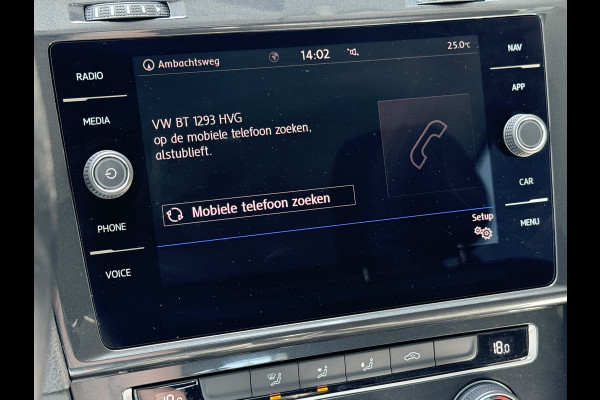 Ambachtsweg 14:02 25.0°c
RADIO
NAV
VW BT 1293 HVG
op de mobiele telefoon zoeken,
alstublieft.
MEDIA
APP
PHONE
CAR
Mobiele telefoon zoeken
Setup
VOICE
MENU
18.0